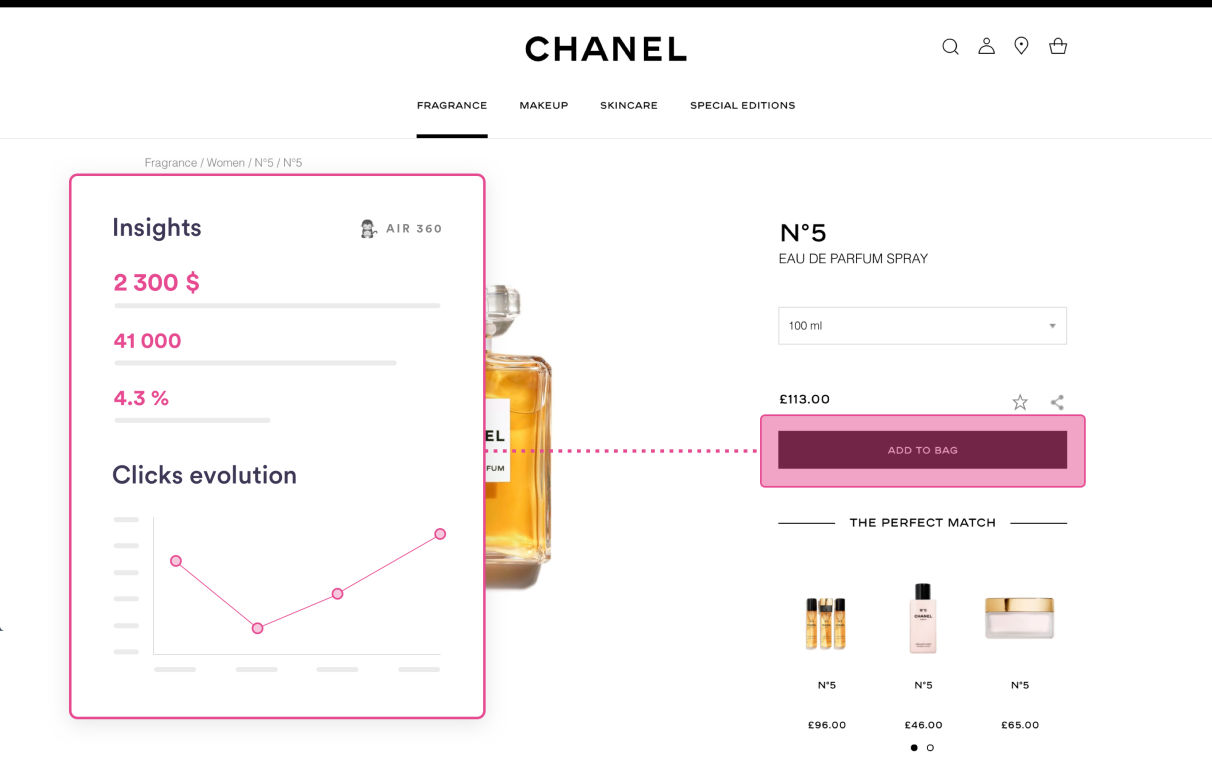 CHANEL
FRAGRANCE MAKEUP SKINCARE SPECIAL EDITIONS
Fragrance / Women / N°5 / N°5
Insights
AIR 360
2 300 $
41 000
4.3 %
Clicks evolution
EL
FUM
N°5
EAU DE PARFUM SPRAY
100 ml
£113.00
ADD TO BAG
THE PERFECT MATCH
N°5
CHANEL
N°5 N°5 N°5
£96.00 £46.00 £65.00